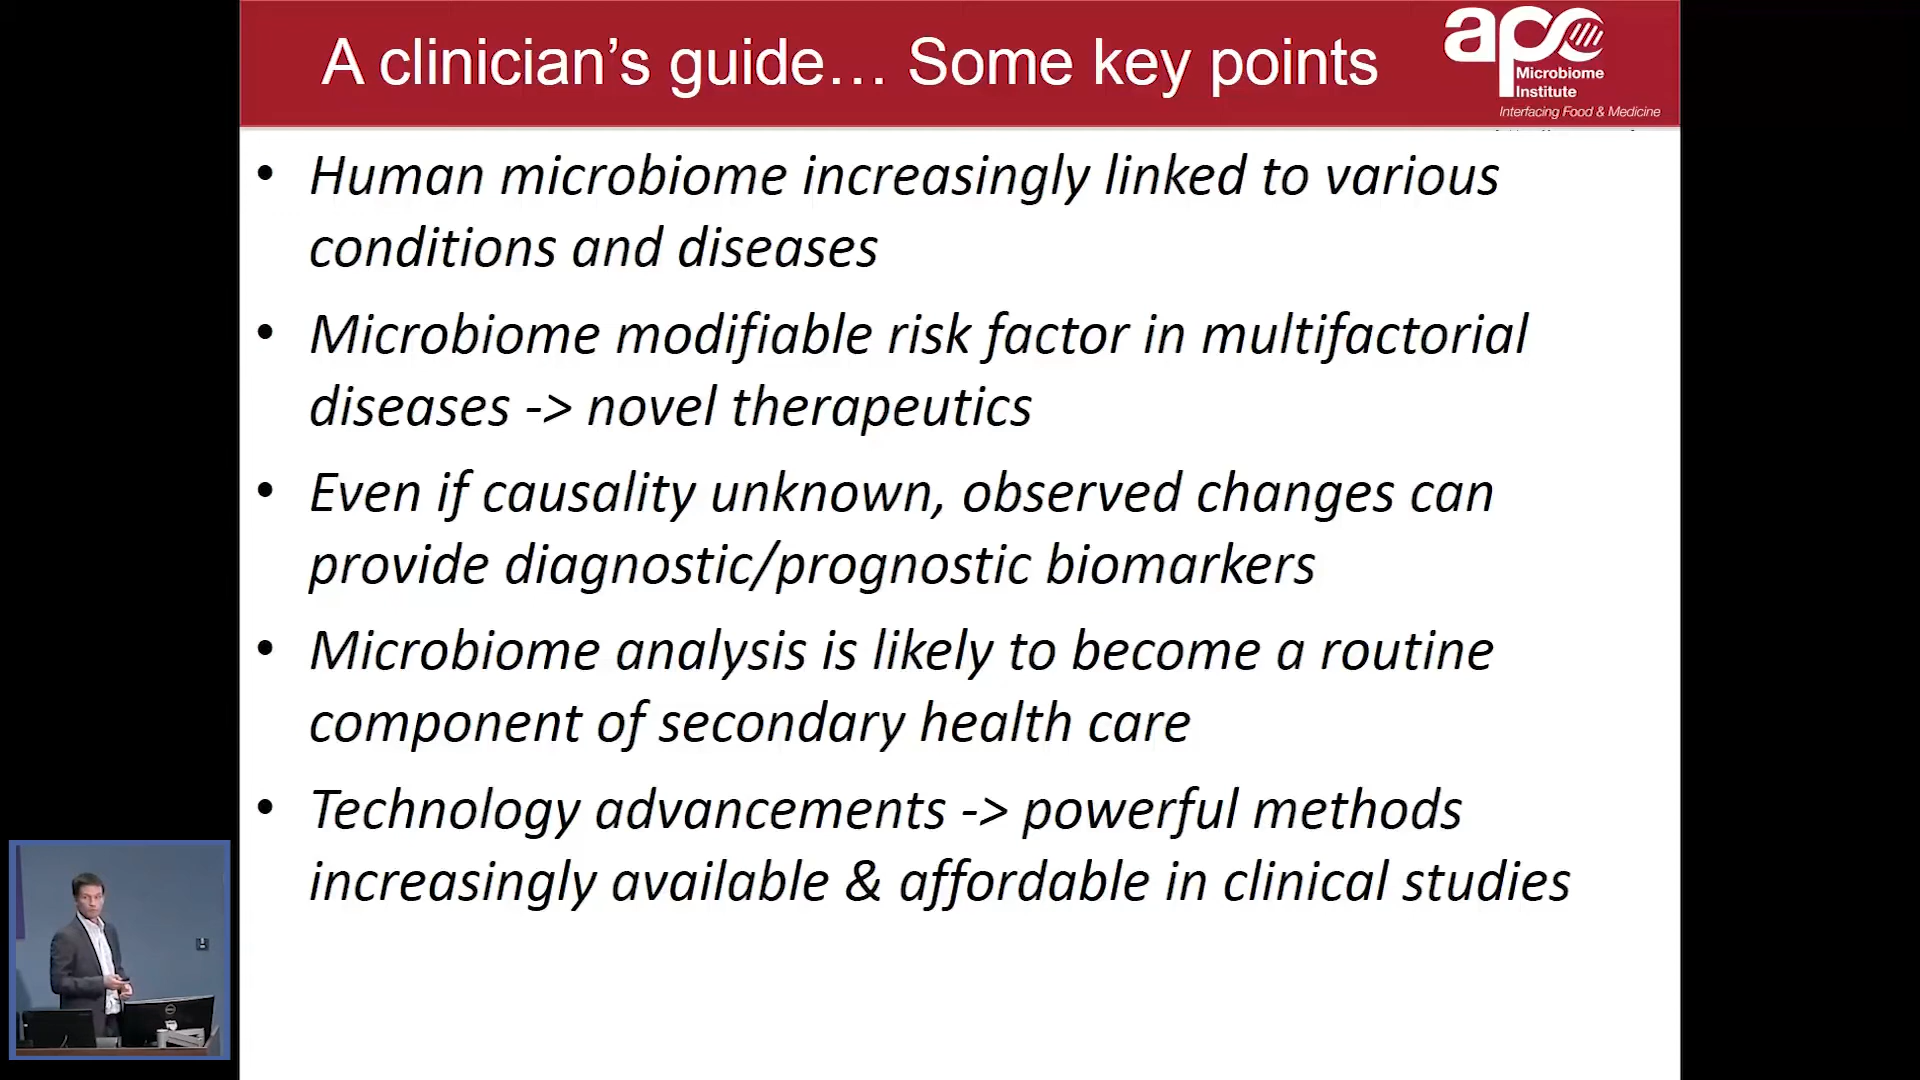 A clinician's guide... Some key points
apc
Microbiome
Institute
Interfacing Food & Medicine
• Human microbiome increasingly linked to various
conditions and diseases
• Microbiome modifiable risk factor in multifactorial
diseases -> novel therapeutics
• Even if causality unknown, observed changes can
provide diagnostic/prognostic biomarkers
• Microbiome analysis is likely to become a routine
component of secondary health care
• Technology advancements -> powerful methods
increasingly available & affordable in clinical studies